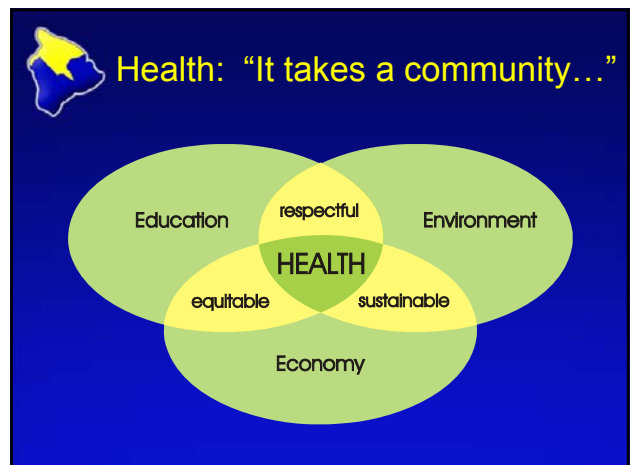 Health: “It takes a community…”
respectful
Education
Environment
HEALTH
equitable
sustainable
Economy